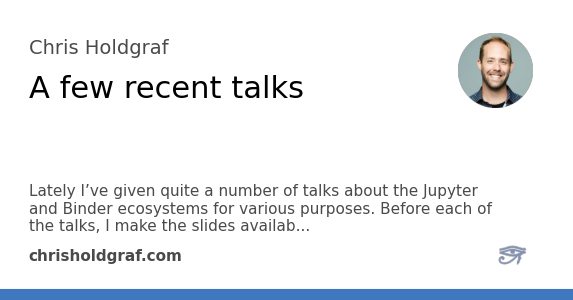 Chris Holdgraf
A few recent talks
Lately I’ve given quite a number of talks about the Jupyter
and Binder ecosystems for various purposes. Before each of
the talks, I make the slides availab...
chrisholdgraf.com